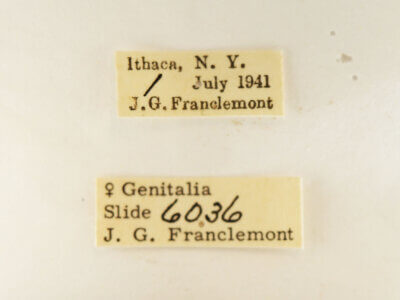 Ithaca, N. Y.
1 July 1941
J.G. Franclemont
♀ Genitalia
Slide 6036
J. G. Franclemont